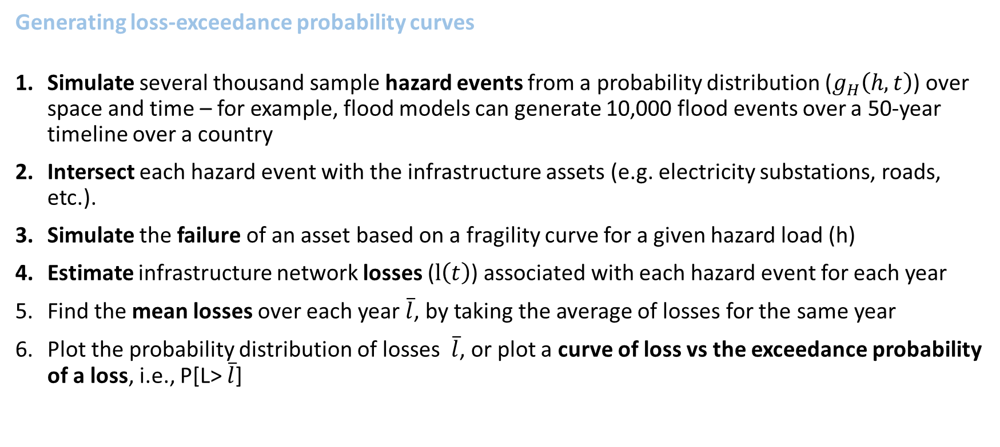 Generating loss-exceedance probability curves
1. Simulate several thousand sample hazard events from a probability distribution (g_H(h, t)) over
space and time – for example, flood models can generate 10,000 flood events over a 50-year
timeline over a country
2. Intersect each hazard event with the infrastructure assets (e.g. electricity substations, roads,
etc.).
3. Simulate the failure of an asset based on a fragility curve for a given hazard load (h)
4. Estimate infrastructure network losses (l(t)) associated with each hazard event for each year
5. Find the mean losses over each year l̄, by taking the average of losses for the same year
6. Plot the probability distribution of losses l̄, or plot a curve of loss vs the exceedance probability
of a loss, i.e., P[L> l̄]